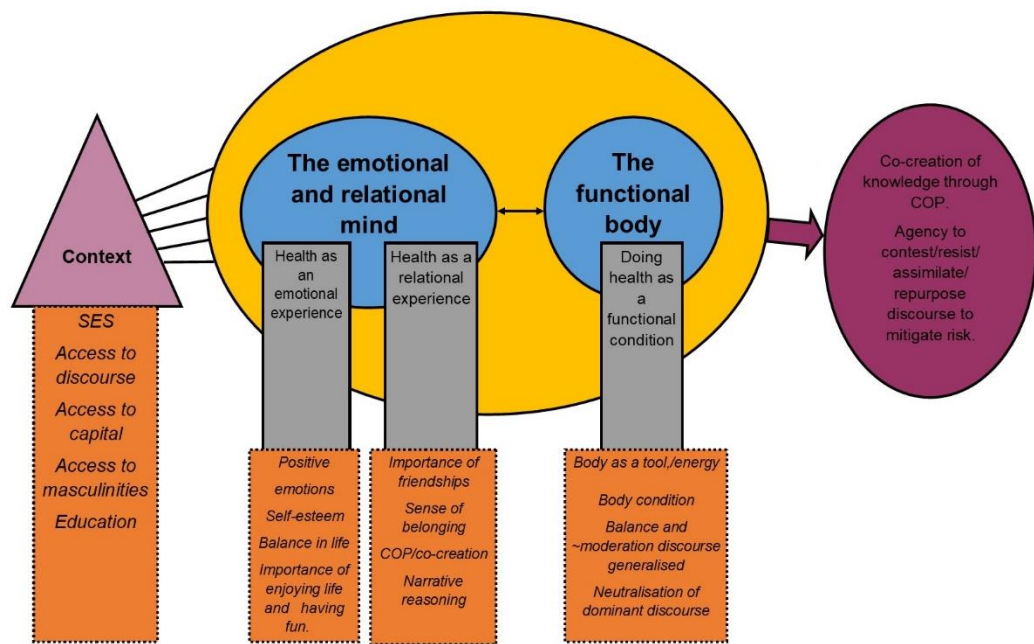 Context
SES
Access to
discourse
Access to
capital
Access to
masculinities
Education
The emotional
and relational
mind
Health as
an
emotional
experience
Positive
emotions
Self-esteem
Balance in life
Importance of
enjoying life
and having
fun.
Health as a
relational
experience
Importance of
friendships
Sense of
belonging
COP/co-creation
Narrative
reasoning
The
functional
body
Doing
health as
a
functional
condition
Body as a tool,/energy
Body condition
Balance and
~moderation discourse
generalised
Neutralisation of
dominant discourse
Co-creation of
knowledge through
COP.
Agency to
contest/resist/
assimilate/
repurpose
discourse to
mitigate risk.